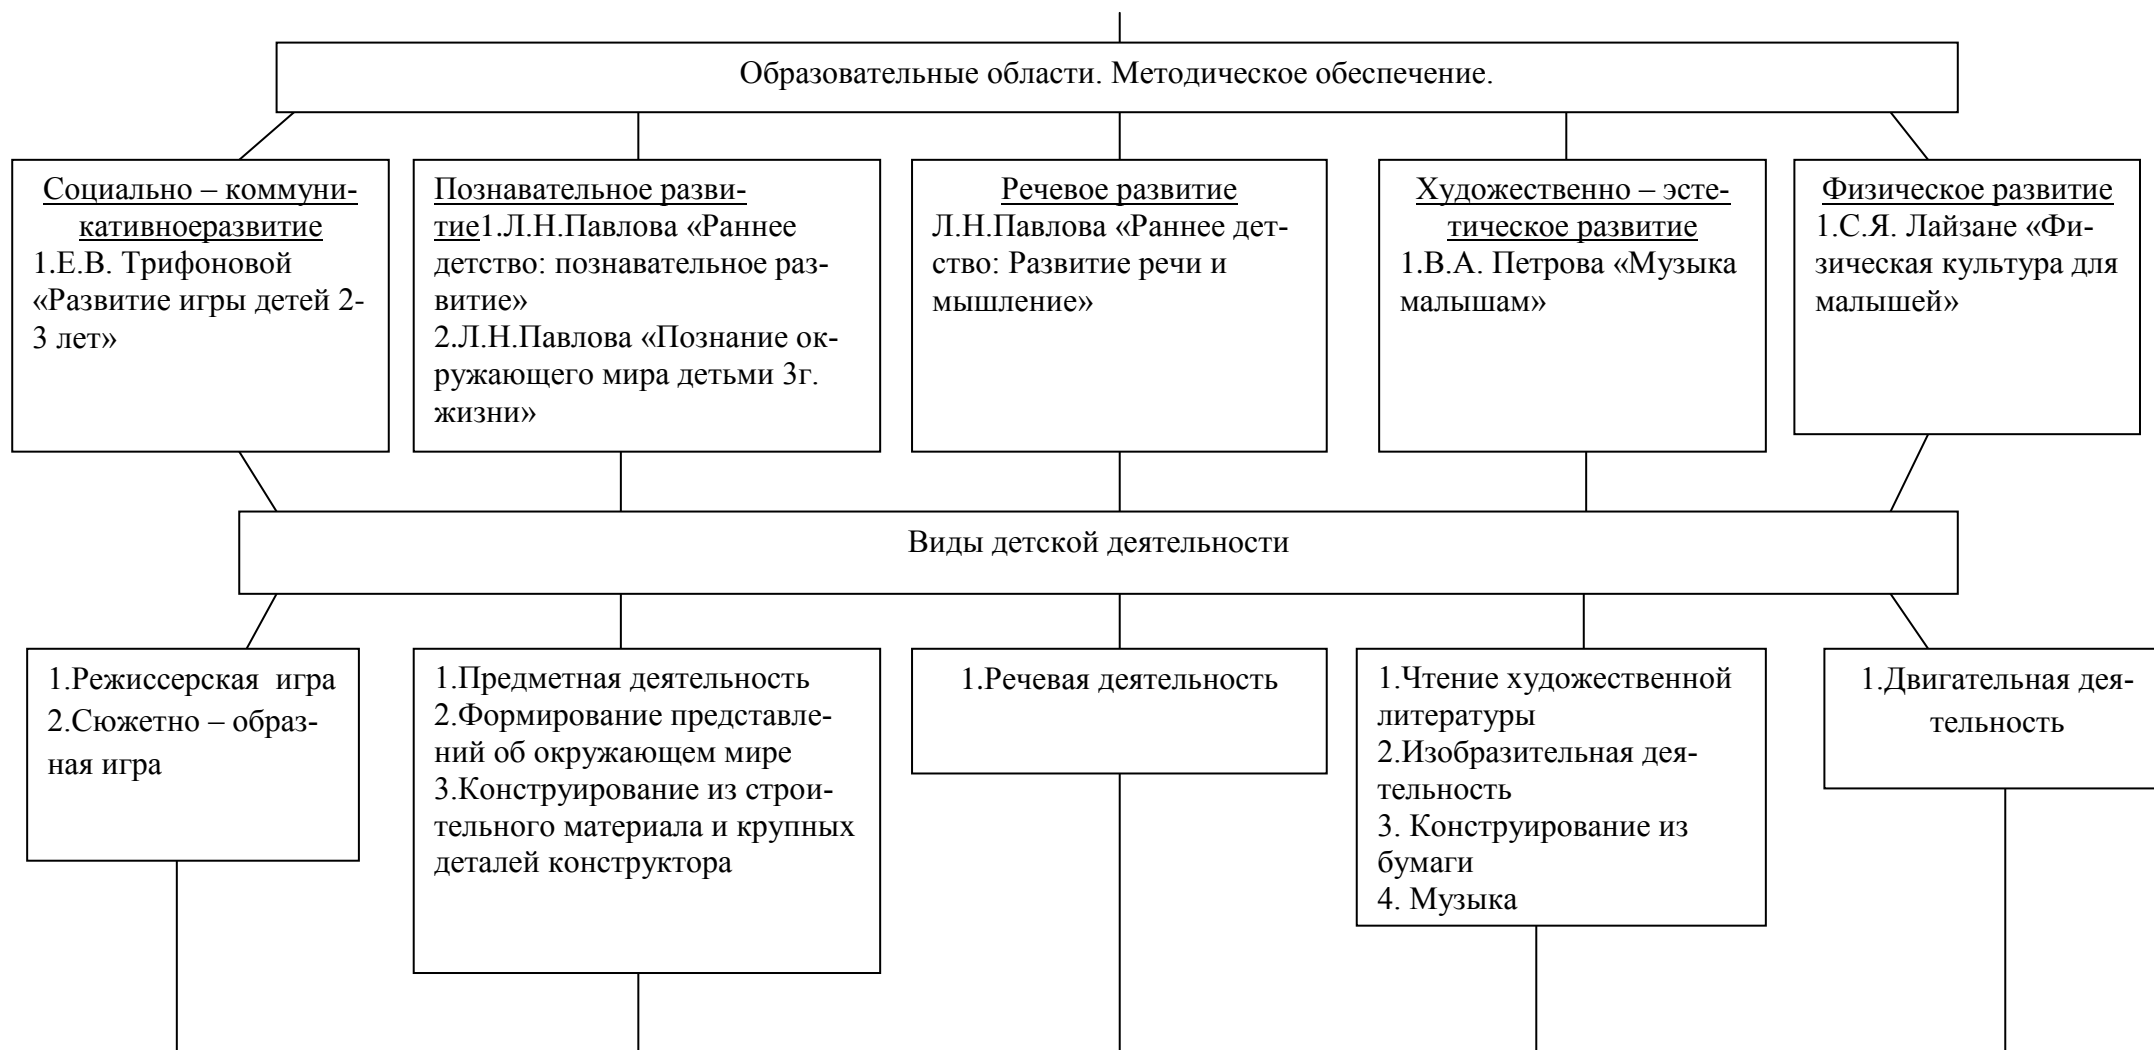 Образовательные области. Методическое обеспечение.
Социально – коммуни-
кативноеразвитие
1.Е.В. Трифоновой
«Развитие игры детей 2-
3 лет»
Познавательное разви-
тие1.Л.Н.Павлова «Раннее
детство: познавательное раз-
витие»
2.Л.Н.Павлова «Познание ок-
ружающего мира детьми 3г.
жизни»
Речевое развитие
Л.Н.Павлова «Раннее дет-
ство: Развитие речи и
мышление»
Художественно – эсте-
тическое развитие
1.В.А. Петрова «Музыка
малышам»
Физическое развитие
1.С.Я. Лайзане «Фи-
зическая культура для
малышей»
Виды детской деятельности
1.Режиссерская  игра
2.Сюжетно – образ-
ная игра
1.Предметная деятельность
2.Формирование представле-
ний об окружающем мире
3.Конструирование из строи-
тельного материала и крупных
деталей конструктора
1.Речевая деятельность
1.Чтение художественной
литературы
2.Изобразительная дея-
тельность
3. Конструирование из
бумаги
4. Музыка
1.Двигательная дея-
тельность